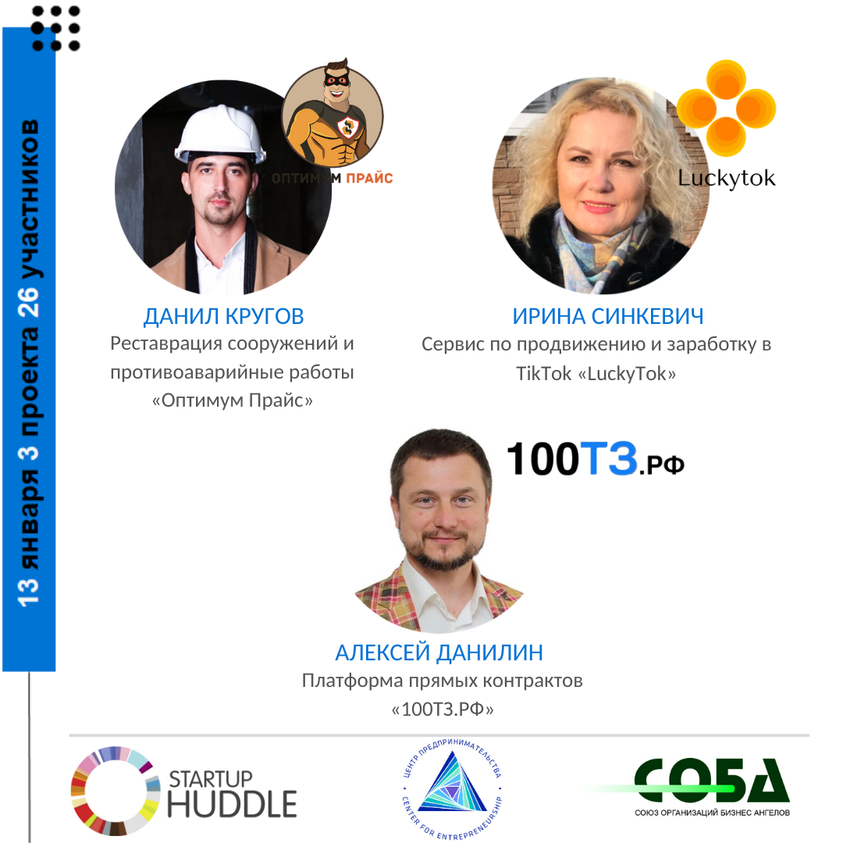 13 января 3 проекта 26 участников
ОПТИМУМ ПРАЙС
Luckytok
ДАНИЛ КРУГОВ
Реставрация сооружений и
противоаварийные работы
«Оптимум Прайс»
ИРИНА СИНКЕВИЧ
Сервис по продвижению и заработку в
TikTok «LuckyTok»
100ТЗ.РФ
АЛЕКСЕЙ ДАНИЛИН
Платформа прямых контрактов
«100ТЗ.РФ»
STARTUP
HUDDLE
ЦЕНТР ПРЕДПРИНИМАТЕЛЬСТВА
CENTER FOR ENTREPRENEURSHIP
СОБА
СОЮЗ ОРГАНИЗАЦИЙ БИЗНЕС АНГЕЛОВ